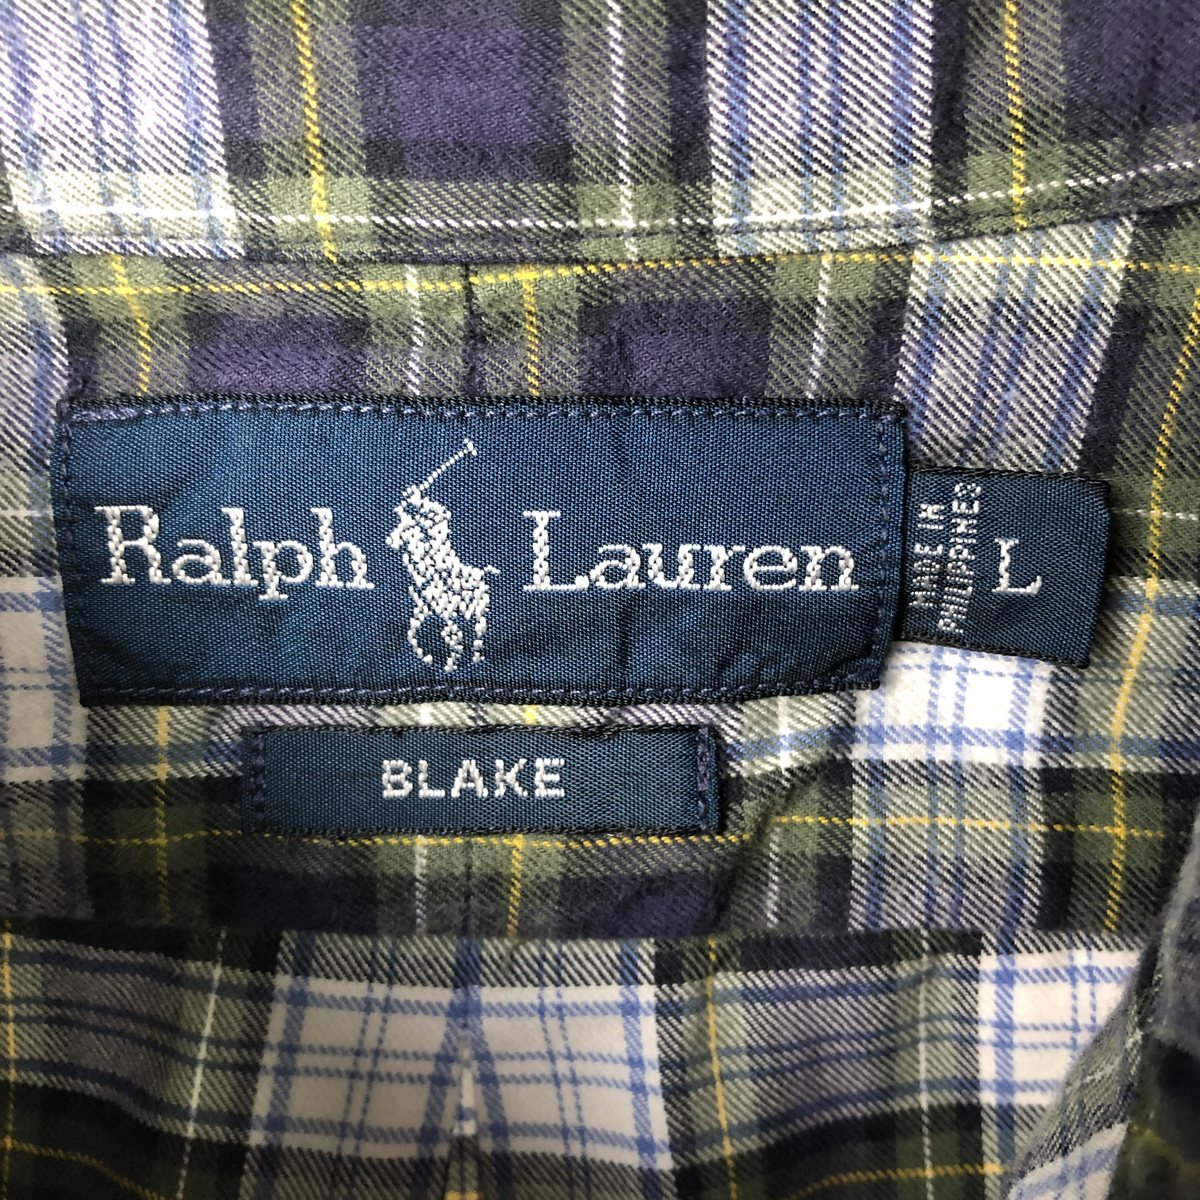 Ralph Lauren
MADE IN
PHILIPPINES
L
BLAKE